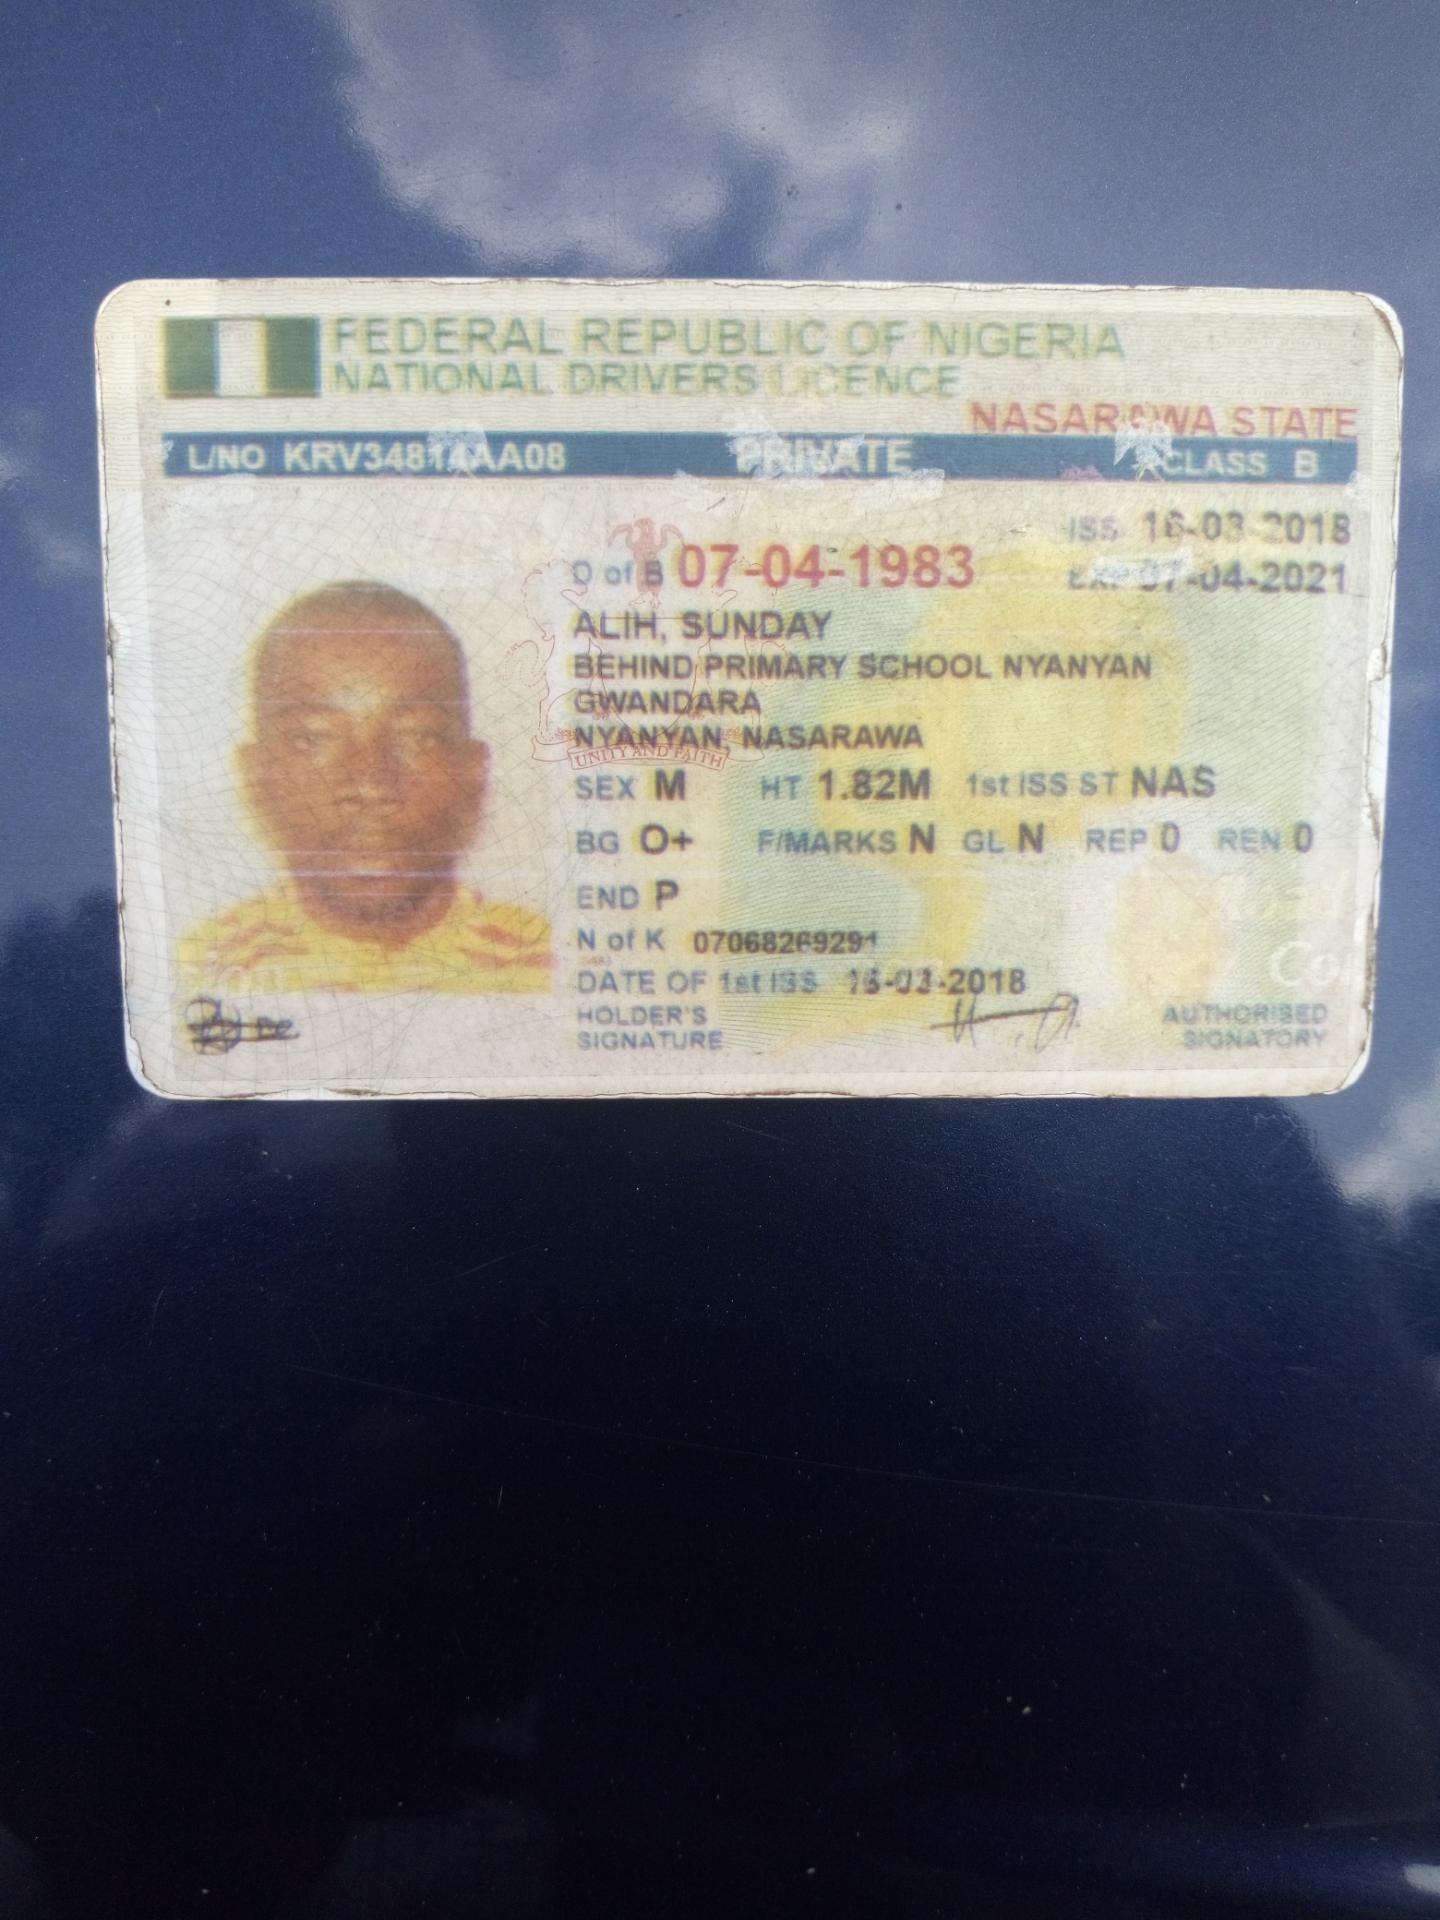 FEDERAL REPUBLIC OF NIGERIA
NATIONAL DRIVERS LICENCE
NASARAWA STATE
L/NO KRV34814AA08 PRIVATE CLASS B
ISS 16-03-2018
D of B 07-04-1983 EXP 07-04-2021
ALIH, SUNDAY
BEHIND PRIMARY SCHOOL NYANYAN
GWANDARA
NYANYAN, NASARAWA
UNITY AND FAITH
SEX M HT 1.82M 1st ISS ST NAS
BG O+ F/MARKS N GL N REP 0 REN 0
END P
N of K 07068269291
DATE OF 1st ISS 16-03-2018
HOLDER'S
SIGNATURE
AUTHORISED
SIGNATORY